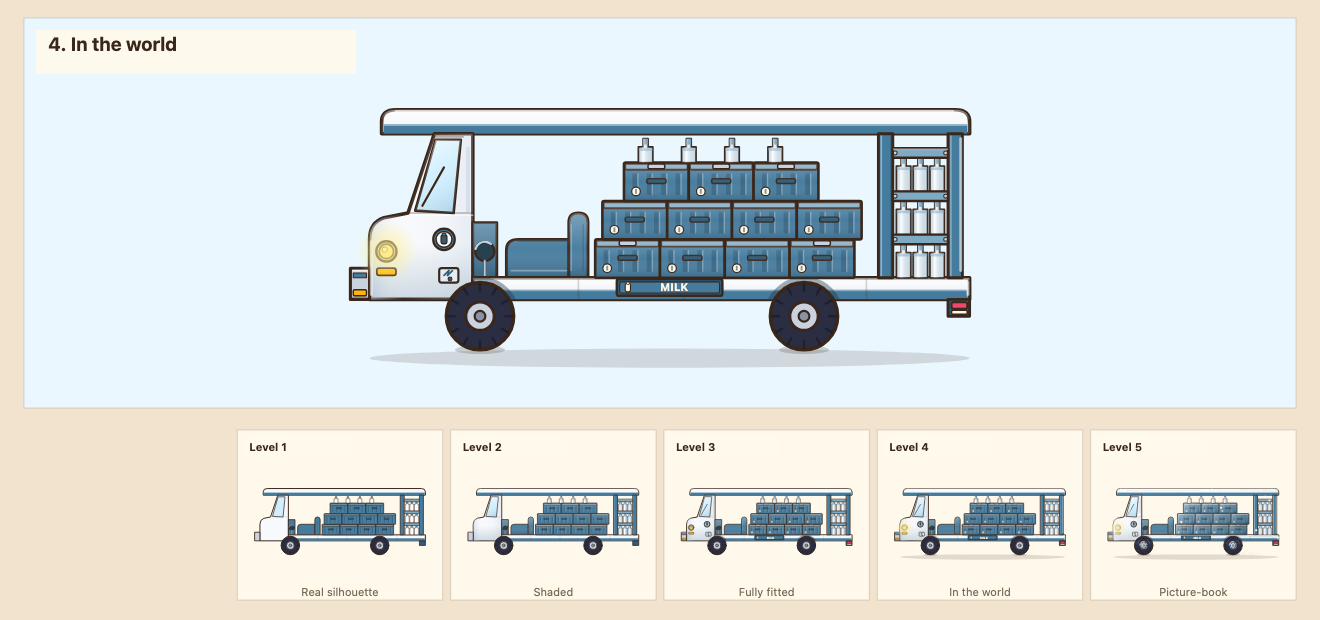 4. In the world
MILK
Level 1
Level 2
Level 3
Level 4
Level 5
Real silhouette
Shaded
Fully fitted
In the world
Picture-book